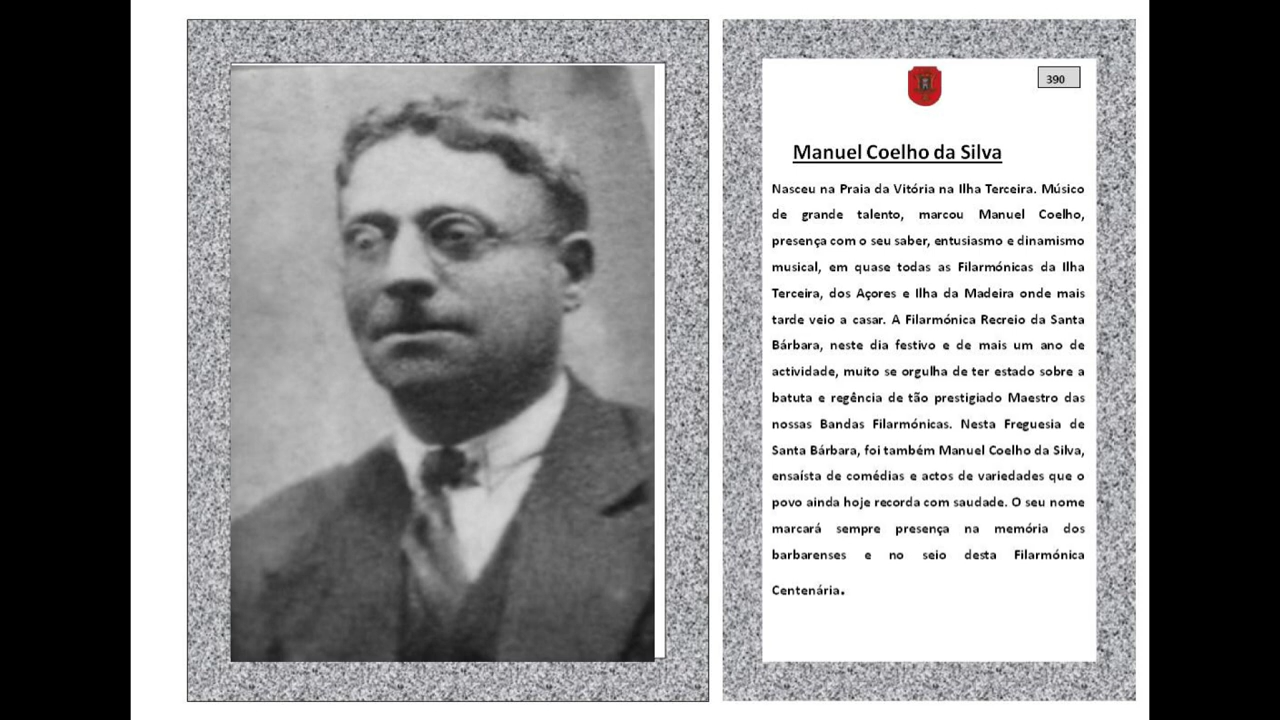 390
Manuel Coelho da Silva
Nasceu na Praia da Vitória na Ilha Terceira. Músico
de grande talento, marcou Manuel Coelho,
presença com o seu saber, entusiasmo e dinamismo
musical, em quase todas as Filarmónicas da Ilha
Terceira, dos Açores e Ilha da Madeira onde mais
tarde veio a casar. A Filarmónica Recreio da Santa
Bárbara, neste dia festivo e de mais um ano de
actividade, muito se orgulha de ter estado sobre a
batuta e regência de tão prestigiado Maestro das
nossas Bandas Filarmónicas. Nesta Freguesia de
Santa Bárbara, foi também Manuel Coelho da Silva,
ensaísta de comédias e actos de variedades que o
povo ainda hoje recorda com saudade. O seu nome
marcará sempre presença na memória dos
barbarenses e no seio desta Filarmónica
Centenária.